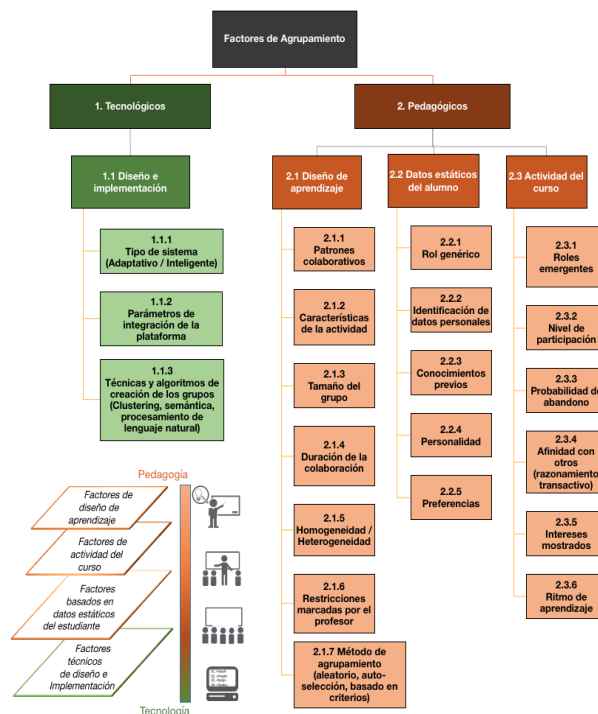 Factores de Agrupamiento
1. Tecnológicos
2. Pedagógicos
1.1 Diseño e
implementación
2.1 Diseño de
aprendizaje
2.2 Datos estáticos
del alumno
2.3 Actividad del
curso
1.1.1
Tipo de sistema
(Adaptativo / Inteligente)
1.1.2
Parámetros de
integración de la
plataforma
1.1.3
Técnicas y algoritmos de
creación de los grupos
(Clustering, semántica,
procesamiento de
lenguaje natural)
2.1.1
Patrones
colaborativos
2.1.2
Características
de la actividad
2.1.3
Tamaño del
grupo
2.1.4
Duración de la
colaboración
2.1.5
Homogeneidad /
Heterogeneidad
2.1.6
Restricciones
marcadas por el
profesor
2.1.7 Método de
agrupamiento
(aleatorio, auto-
selección, basado en
criterios)
2.2.1
Rol genérico
2.2.2
Identificación de
datos personales
2.2.3
Conocimientos
previos
2.2.4
Personalidad
2.2.5
Preferencias
2.3.1
Roles
emergentes
2.3.2
Nivel de
participación
2.3.3
Probabilidad de
abandono
2.3.4
Afinidad con
otros
(razonamiento
transactivo)
2.3.5
Intereses
mostrados
2.3.6
Ritmo de
aprendizaje
Pedagogía
Factores de
diseño de
aprendizaje
Factores de
actividad del
curso
Factores
basados en
datos estáticos
del estudiante
Factores
técnicos de
diseño e
Implementación
Tecnología